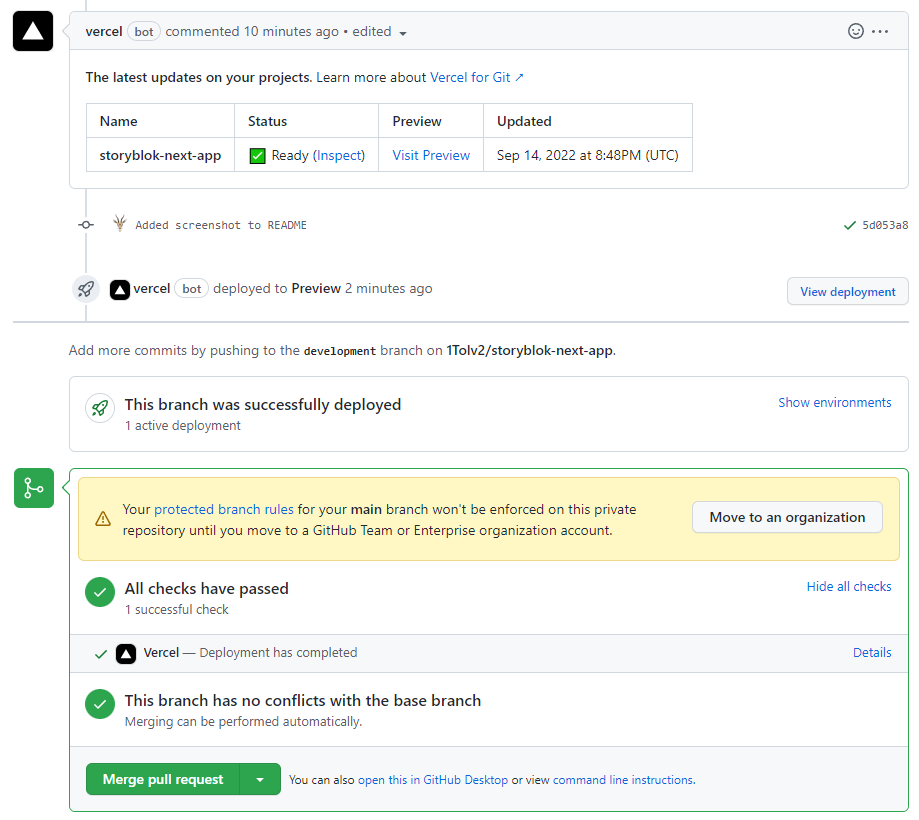 vercel bot commented 10 minutes ago • edited
The latest updates on your projects. Learn more about Vercel for Git ↗
Name Status Preview Updated
storyblok-next-app ✅ Ready (Inspect) Visit Preview Sep 14, 2022 at 8:48PM (UTC)
Added screenshot to README 5d053a8
vercel bot deployed to Preview 2 minutes ago View deployment
Add more commits by pushing to the development branch on 1Tolv2/storyblok-next-app.
This branch was successfully deployed Show environments
1 active deployment
Your protected branch rules for your main branch won't be enforced on this private
repository until you move to a GitHub Team or Enterprise organization account.
Move to an organization
All checks have passed Hide all checks
1 successful check
Vercel — Deployment has completed Details
This branch has no conflicts with the base branch
Merging can be performed automatically.
Merge pull request You can also open this in GitHub Desktop or view command line instructions.